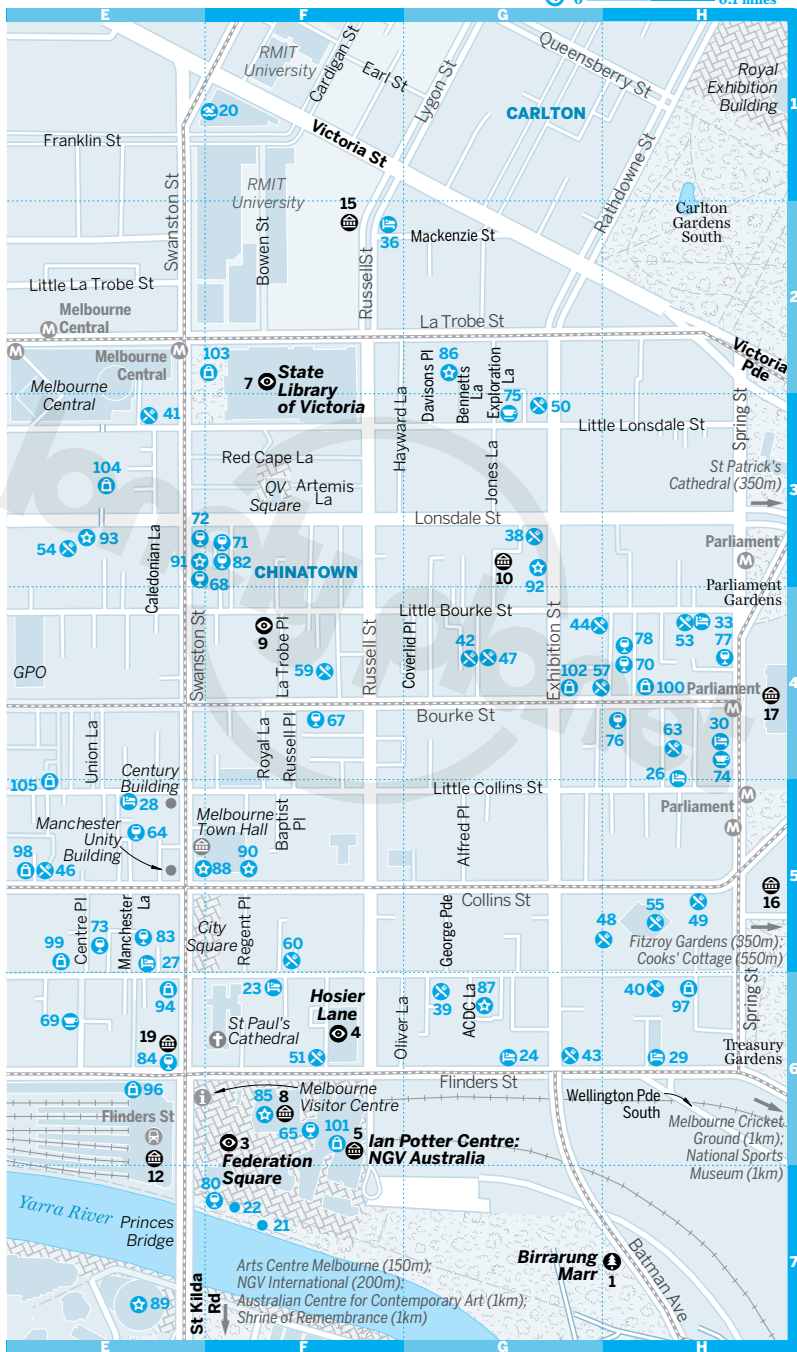 0 0.1 miles
E F G H
RMIT
University
Cardigan St
Earl St
Lygon St
Queensberry St
Royal
Exhibition
Building
1
20
CARLTON
Franklin St
Victoria St
Rathdowne St
Swanston St
RMIT
University
15
Bowen St
36
Mackenzie St
Carlton
Gardens
South
RussellSt
Little La Trobe St
2
Melbourne
Central
La Trobe St
Melbourne
Central
103
7
State
Library
of Victoria
Davisons Pl
86
Bennetts
La
Exploration
La
75
50
Victoria
Pde
Melbourne
Central
41
Hayward La
Little Lonsdale St
Spring St
Red Cape La
104
QV
Square
Artemis
La
Jones La
St Patrick's
Cathedral (350m)
3
Lonsdale St
72
71
38
54
93
Caledonian La
91
82
68
CHINATOWN
10
92
Parliament
Parliament
Gardens
Little Bourke St
Swanston St
9
La Trobe Pl
59
Russell St
Coverlid Pl
42
47
Exhibition St
44
78
53
33
77
70
102
57
100
Parliament
17
4
GPO
Bourke St
67
76
63
30
74
26
Union La
Royal La
Russell Pl
105
Century
Building
Little Collins St
28
64
Manchester
Unity
Building
Melbourne
Town Hall
Baptist
Pl
Alfred Pl
Parliament
98
46
88
90
5
16
Collins St
Centre Pl
73
99
Manchester
La
83
27
City
Square
Regent Pl
60
George Pde
48
55
49
Fitzroy Gardens (350m);
Cooks' Cottage (550m)
94
69
19
84
23
St Paul's
Cathedral
Hosier
Lane
4
51
Oliver La
39
ACDC La
87
24
43
40
97
29
Spring St
Treasury
Gardens
6
Flinders St
96
Flinders St
12
85
8
Melbourne
Visitor Centre
65
101
5
Ian Potter Centre:
NGV Australia
3
Federation
Square
Wellington Pde
South
Melbourne Cricket
Ground (1km);
National Sports
Museum (1km)
80
22
21
Yarra River
Princes
Bridge
Birrarung
Marr
1
Batman Ave
7
89
St Kilda
Rd
Arts Centre Melbourne (150m);
NGV International (200m);
Australian Centre for Contemporary Art (1km);
Shrine of Remembrance (1km)
lonely planet
E F G H